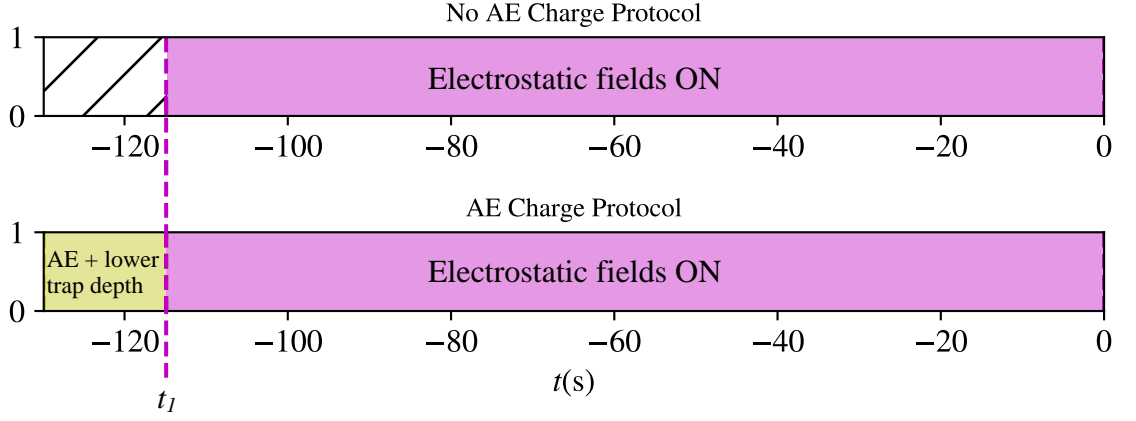 No AE Charge Protocol
1
Electrostatic fields ON
0
−120 −100 −80 −60 −40 −20 0
AE Charge Protocol
1
AE + lower
trap depth
Electrostatic fields ON
0
−120 −100 −80 −60 −40 −20 0
t(s)
t1